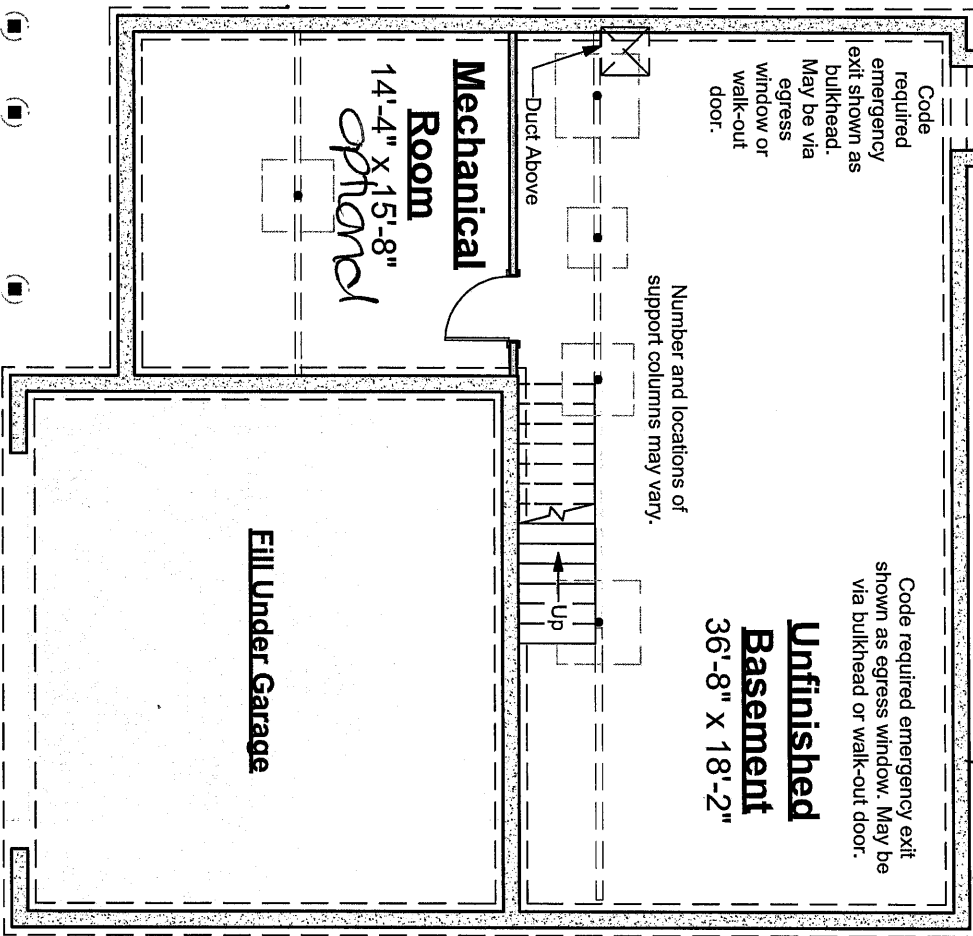 Code
required
emergency
exit shown as
bulkhead.
May be via
egress
window or
walk-out
door.
Code required emergency exit
shown as egress window. May be
via bulkhead or walk-out door.
Unfinished
Basement
36'-8" x 18'-2"
Number and locations of
support columns may vary.
Duct Above
Up
Mechanical
Room
14'-4" x 15'-8"
optional
Fill Under Garage